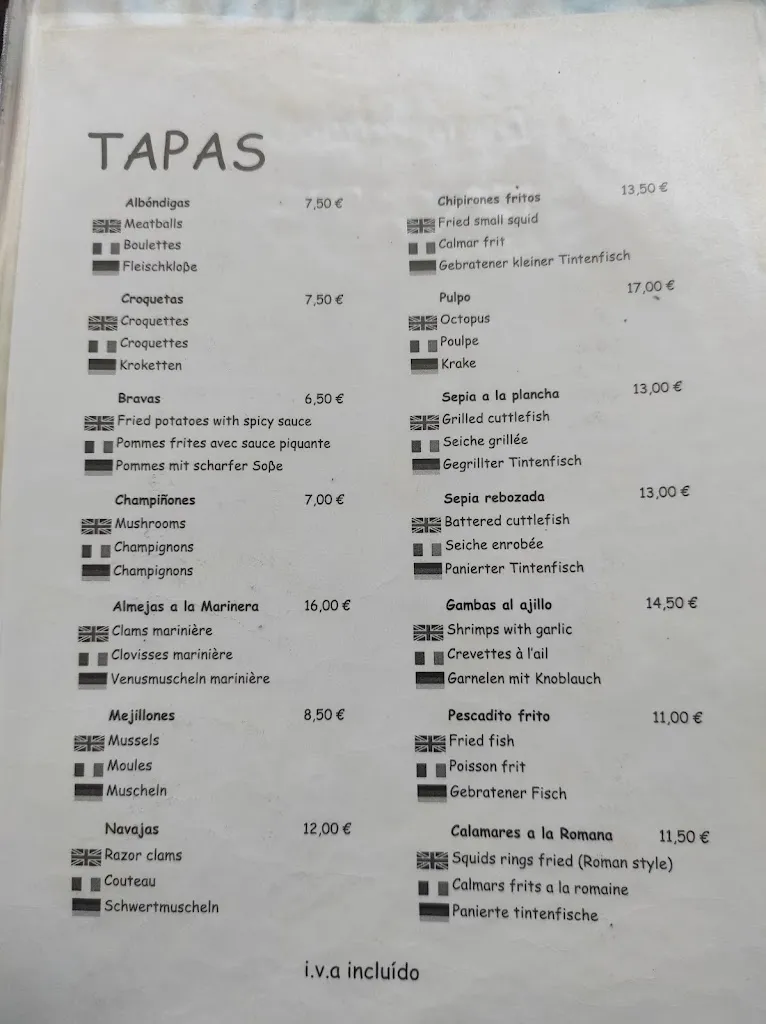 TAPAS
Albóndigas 7,50 €
Meatballs
Boulettes
Fleischkloße
Croquetas 7,50 €
Croquettes
Croquettes
Kroketten
Bravas 6,50 €
Fried potatoes with spicy sauce
Pommes frites avec sauce piquante
Pommes mit scharfer Soße
Champiñones 7,00 €
Mushrooms
Champignons
Champignons
Almejas a la Marinera 16,00 €
Clams marinière
Clovisses marinière
Venusmuscheln marinière
Mejillones 8,50 €
Mussels
Moules
Muscheln
Navajas 12,00 €
Razor clams
Couteau
Schwertmuscheln
Chipirones fritos 13,50 €
Fried small squid
Calmar frit
Gebratener kleiner Tintenfisch
Pulpo 17,00 €
Octopus
Poulpe
Krake
Sepia a la plancha 13,00 €
Grilled cuttlefish
Seiche grillée
Gegrillter Tintenfisch
Sepia rebozada 13,00 €
Battered cuttlefish
Seiche enrobée
Panierter Tintenfisch
Gambas al ajillo 14,50 €
Shrimps with garlic
Crevettes à l'ail
Garnelen mit Knoblauch
Pescadito frito 11,00 €
Fried fish
Poisson frit
Gebratener Fisch
Calamares a la Romana 11,50 €
Squids rings fried (Roman style)
Calmars frits a la romaine
Panierte tintenfische
i.v.a incluído